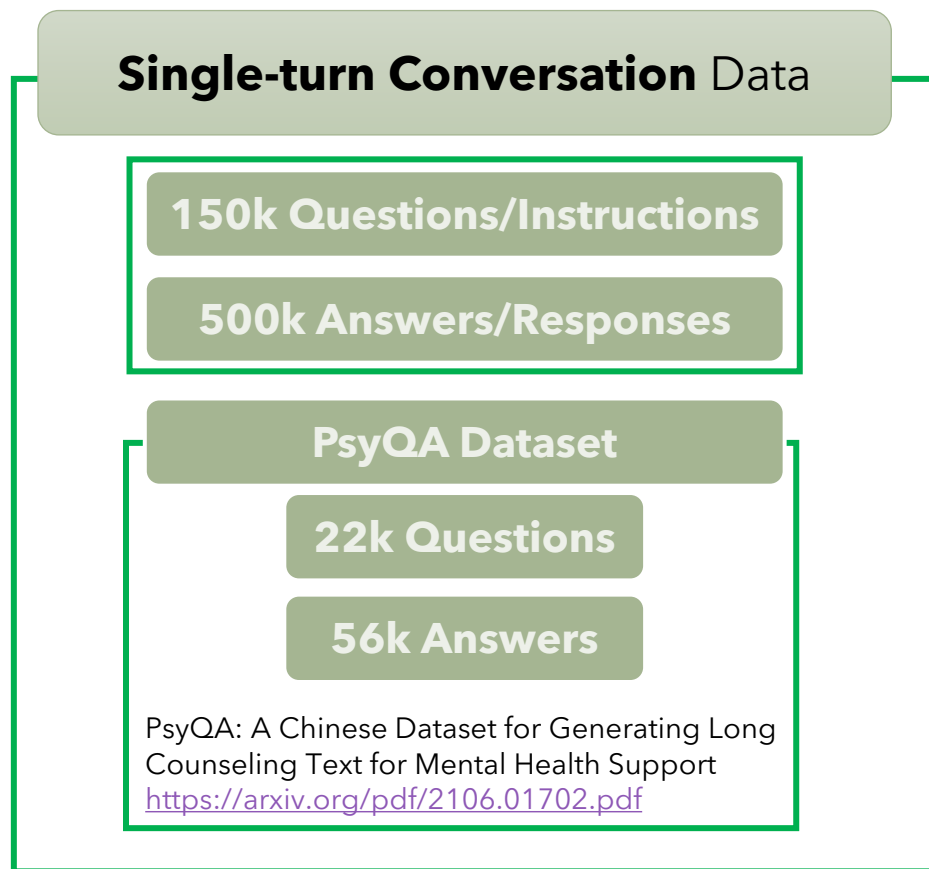 Single-turn Conversation Data
150k Questions/Instructions
500k Answers/Responses
PsyQA Dataset
22k Questions
56k Answers
PsyQA: A Chinese Dataset for Generating Long
Counseling Text for Mental Health Support
https://arxiv.org/pdf/2106.01702.pdf